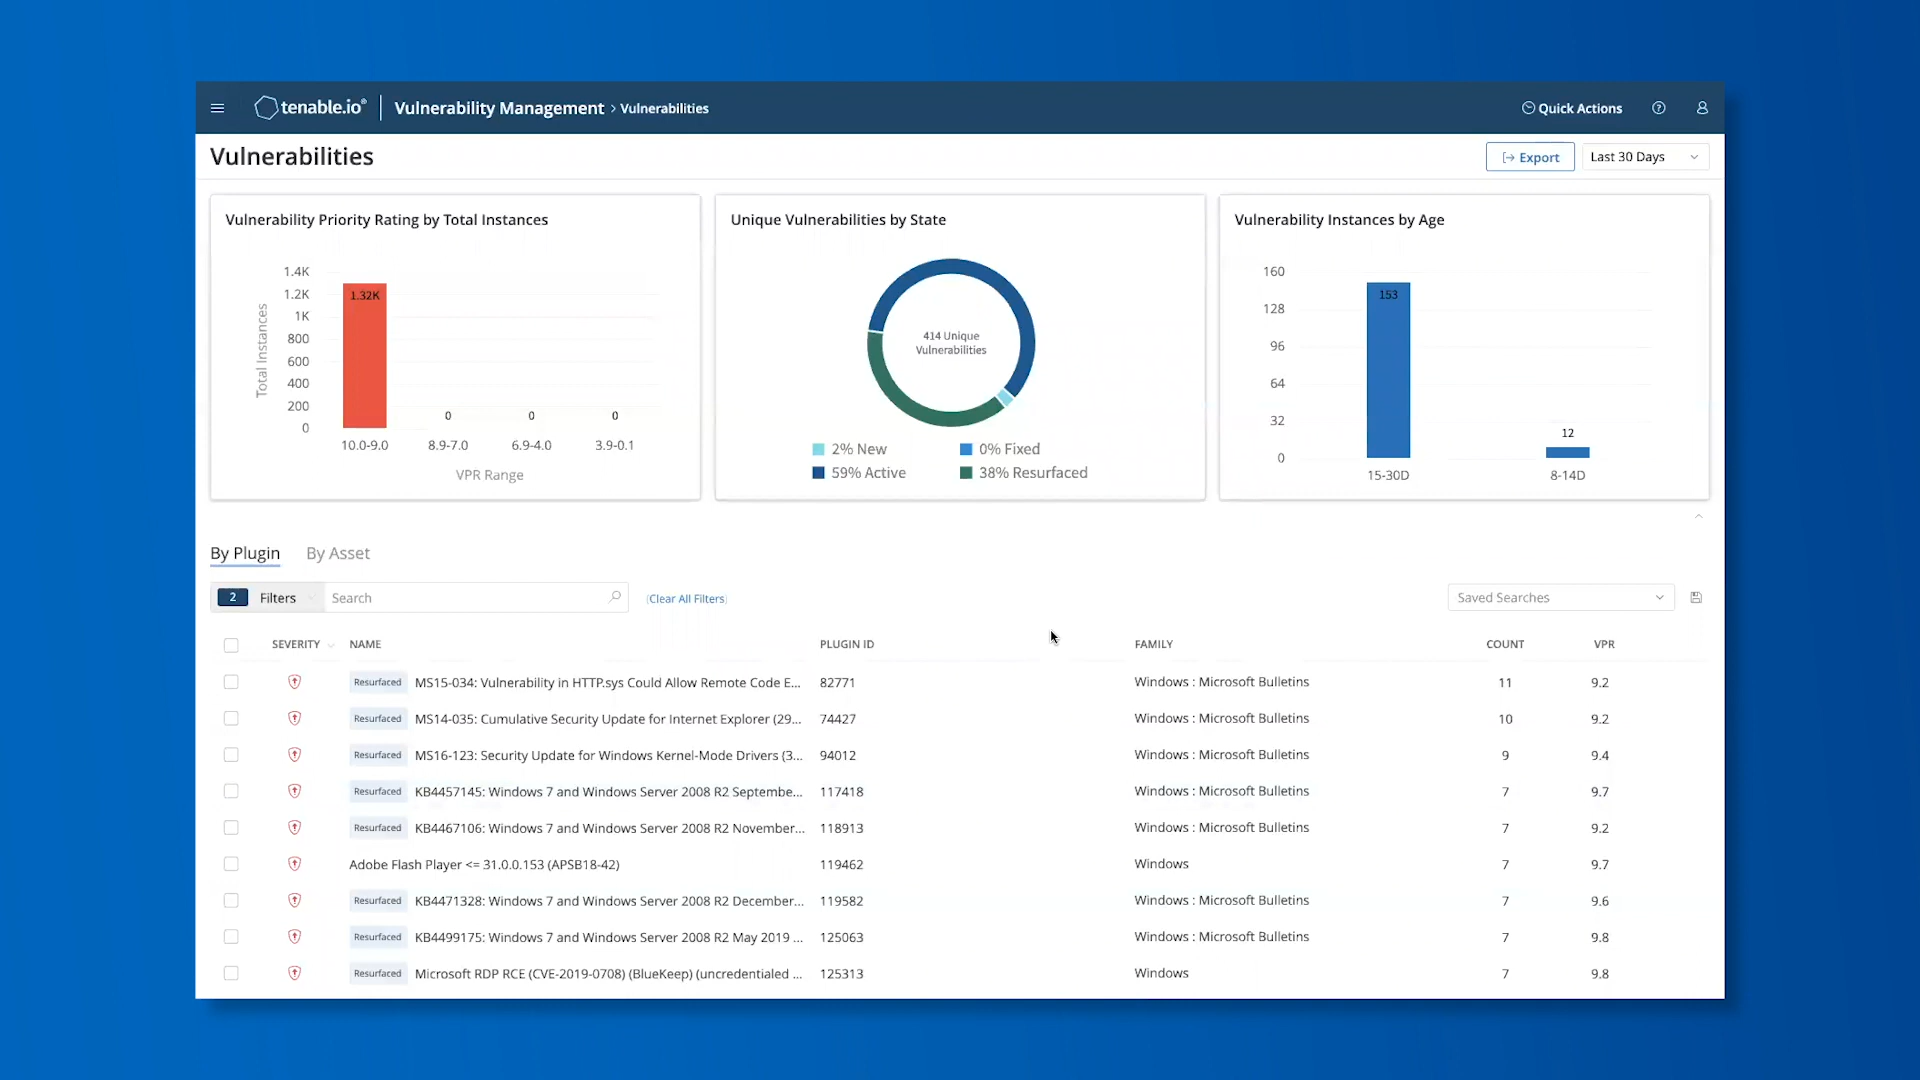 tenable.io® Vulnerability Management > Vulnerabilities Quick Actions
Vulnerabilities Export Last 30 Days
Vulnerability Priority Rating by Total Instances
Total Instances
1.4K
1.2K
1K
800
600
400
200
0
1.32K
0
0
0
10.0-9.0 8.9-7.0 6.9-4.0 3.9-0.1
VPR Range
Unique Vulnerabilities by State
414 Unique
Vulnerabilities
2% New 0% Fixed
59% Active 38% Resurfaced
Vulnerability Instances by Age
160
128
96
64
32
0
153
12
15-30D 8-14D
By Plugin By Asset
2 Filters Search Clear All Filters Saved Searches
SEVERITY NAME PLUGIN ID FAMILY COUNT VPR
Resurfaced MS15-034: Vulnerability in HTTP.sys Could Allow Remote Code E... 82771 Windows : Microsoft Bulletins 11 9.2
Resurfaced MS14-035: Cumulative Security Update for Internet Explorer (29... 74427 Windows : Microsoft Bulletins 10 9.2
Resurfaced MS16-123: Security Update for Windows Kernel-Mode Drivers (3... 94012 Windows : Microsoft Bulletins 9 9.4
Resurfaced KB4457145: Windows 7 and Windows Server 2008 R2 Septembe... 117418 Windows : Microsoft Bulletins 7 9.7
Resurfaced KB4467106: Windows 7 and Windows Server 2008 R2 November... 118913 Windows : Microsoft Bulletins 7 9.2
Adobe Flash Player <= 31.0.0.153 (APSB18-42) 119462 Windows 7 9.7
Resurfaced KB4471328: Windows 7 and Windows Server 2008 R2 December... 119582 Windows : Microsoft Bulletins 7 9.6
Resurfaced KB4499175: Windows 7 and Windows Server 2008 R2 May 2019 ... 125063 Windows : Microsoft Bulletins 7 9.8
Resurfaced Microsoft RDP RCE (CVE-2019-0708) (BlueKeep) (uncredentialed ... 125313 Windows 7 9.8